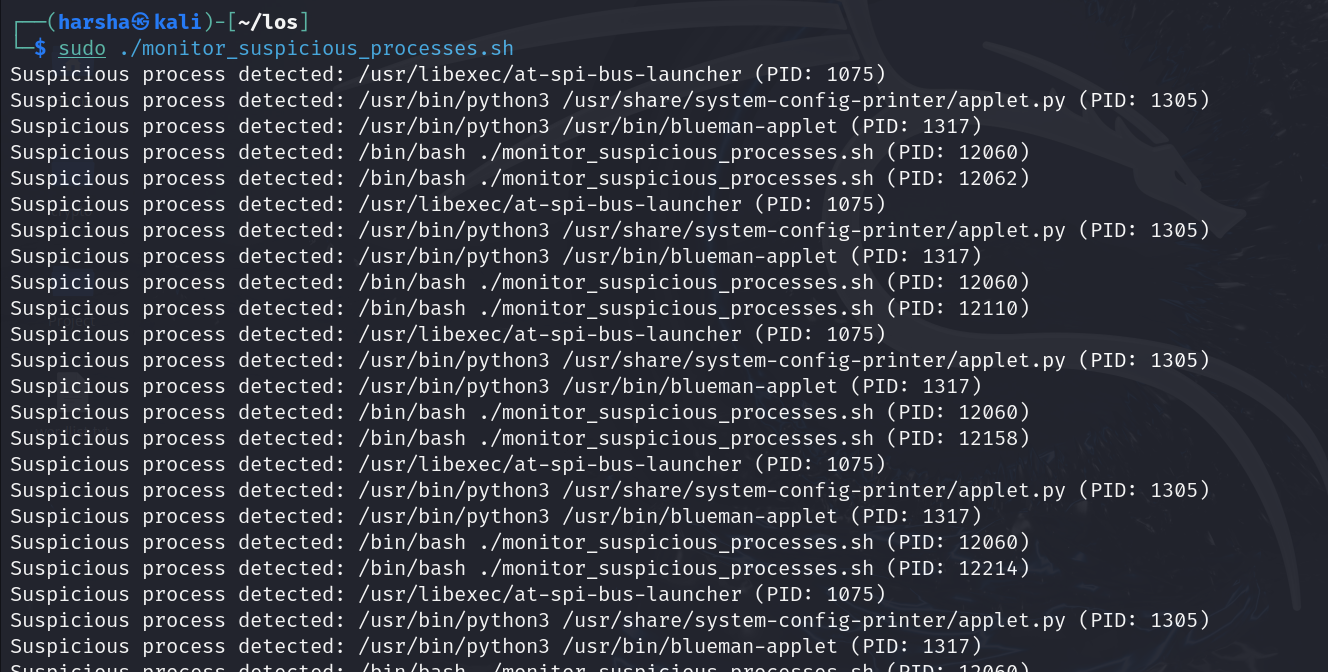 ┌──(harsha㉿kali)-[~/los]
└─$ sudo ./monitor_suspicious_processes.sh
Suspicious process detected: /usr/libexec/at-spi-bus-launcher (PID: 1075)
Suspicious process detected: /usr/bin/python3 /usr/share/system-config-printer/applet.py (PID: 1305)
Suspicious process detected: /usr/bin/python3 /usr/bin/blueman-applet (PID: 1317)
Suspicious process detected: /bin/bash ./monitor_suspicious_processes.sh (PID: 12060)
Suspicious process detected: /bin/bash ./monitor_suspicious_processes.sh (PID: 12062)
Suspicious process detected: /usr/libexec/at-spi-bus-launcher (PID: 1075)
Suspicious process detected: /usr/bin/python3 /usr/share/system-config-printer/applet.py (PID: 1305)
Suspicious process detected: /usr/bin/python3 /usr/bin/blueman-applet (PID: 1317)
Suspicious process detected: /bin/bash ./monitor_suspicious_processes.sh (PID: 12060)
Suspicious process detected: /bin/bash ./monitor_suspicious_processes.sh (PID: 12110)
Suspicious process detected: /usr/libexec/at-spi-bus-launcher (PID: 1075)
Suspicious process detected: /usr/bin/python3 /usr/share/system-config-printer/applet.py (PID: 1305)
Suspicious process detected: /usr/bin/python3 /usr/bin/blueman-applet (PID: 1317)
Suspicious process detected: /bin/bash ./monitor_suspicious_processes.sh (PID: 12060)
Suspicious process detected: /bin/bash ./monitor_suspicious_processes.sh (PID: 12158)
Suspicious process detected: /usr/libexec/at-spi-bus-launcher (PID: 1075)
Suspicious process detected: /usr/bin/python3 /usr/share/system-config-printer/applet.py (PID: 1305)
Suspicious process detected: /usr/bin/python3 /usr/bin/blueman-applet (PID: 1317)
Suspicious process detected: /bin/bash ./monitor_suspicious_processes.sh (PID: 12060)
Suspicious process detected: /bin/bash ./monitor_suspicious_processes.sh (PID: 12214)
Suspicious process detected: /usr/libexec/at-spi-bus-launcher (PID: 1075)
Suspicious process detected: /usr/bin/python3 /usr/share/system-config-printer/applet.py (PID: 1305)
Suspicious process detected: /usr/bin/python3 /usr/bin/blueman-applet (PID: 1317)
Suspicious process detected: /bin/bash ./monitor_suspicious_processes.sh (PID: 12060)